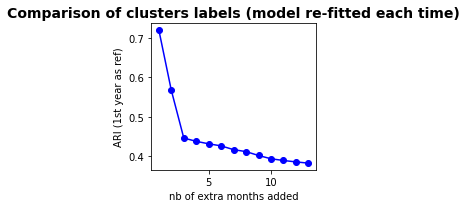 Comparison of clusters labels (model re-fitted each time)
0.7
0.6
0.5
0.4
ARI (1st year as ref)
5 10
nb of extra months added